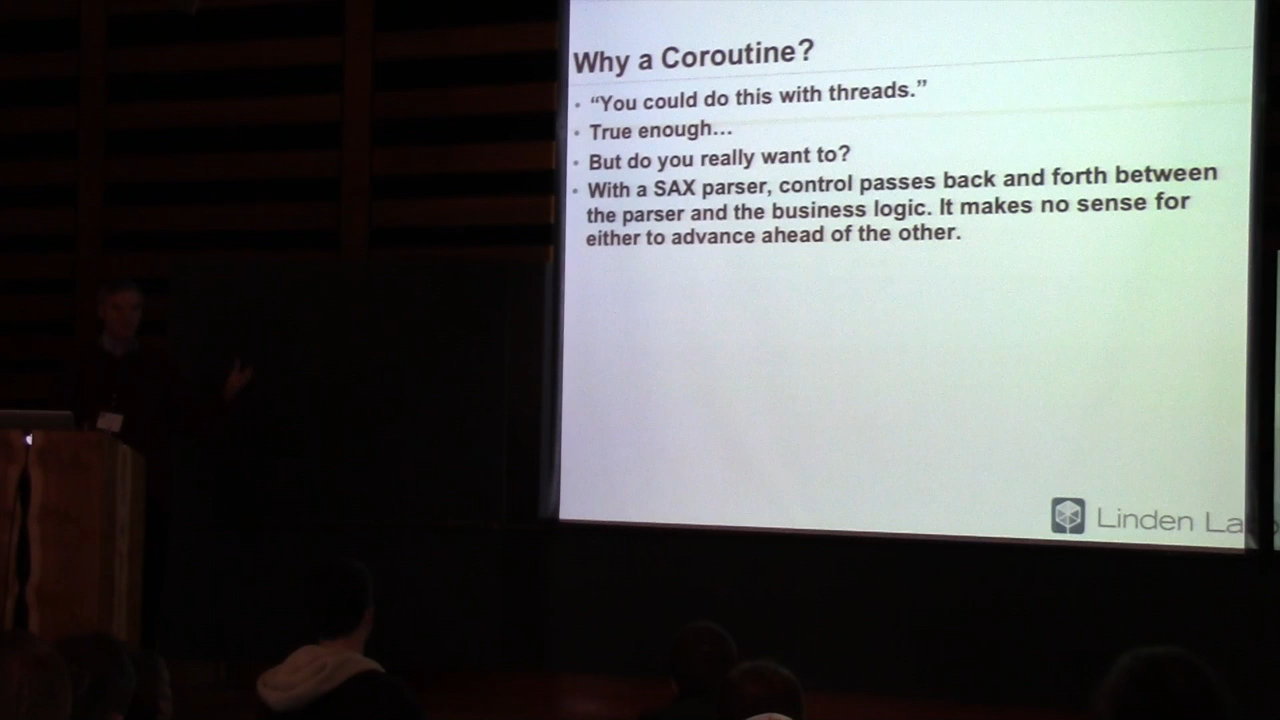 Why a Coroutine?
• “You could do this with threads.”
• True enough…
• But do you really want to?
• With a SAX parser, control passes back and forth between
the parser and the business logic. It makes no sense for
either to advance ahead of the other.
Linden La